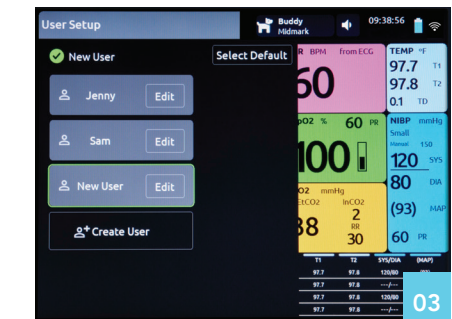 User Setup
Buddy
Midmark
09:38:56
New User
Select Default
Jenny
Edit
Sam
Edit
New User
Edit
Create User
R BPM from ECG
60
TEMP °F
97.7 T1
97.8 T2
0.1 TD
pO2 % 60 PR
100
NIBP mmHg
Small
Manual 150
120 SYS
80 DIA
(93) MAP
60 PR
O2 mmHg
EtCO2 InCO2
38 2
RR
30
T1 T2 SYS/DIA (MAP)
97.7 97.8 120/80
97.7 97.8 ---/---
97.7 97.8 120/80
97.7 97.8 ---/---
03